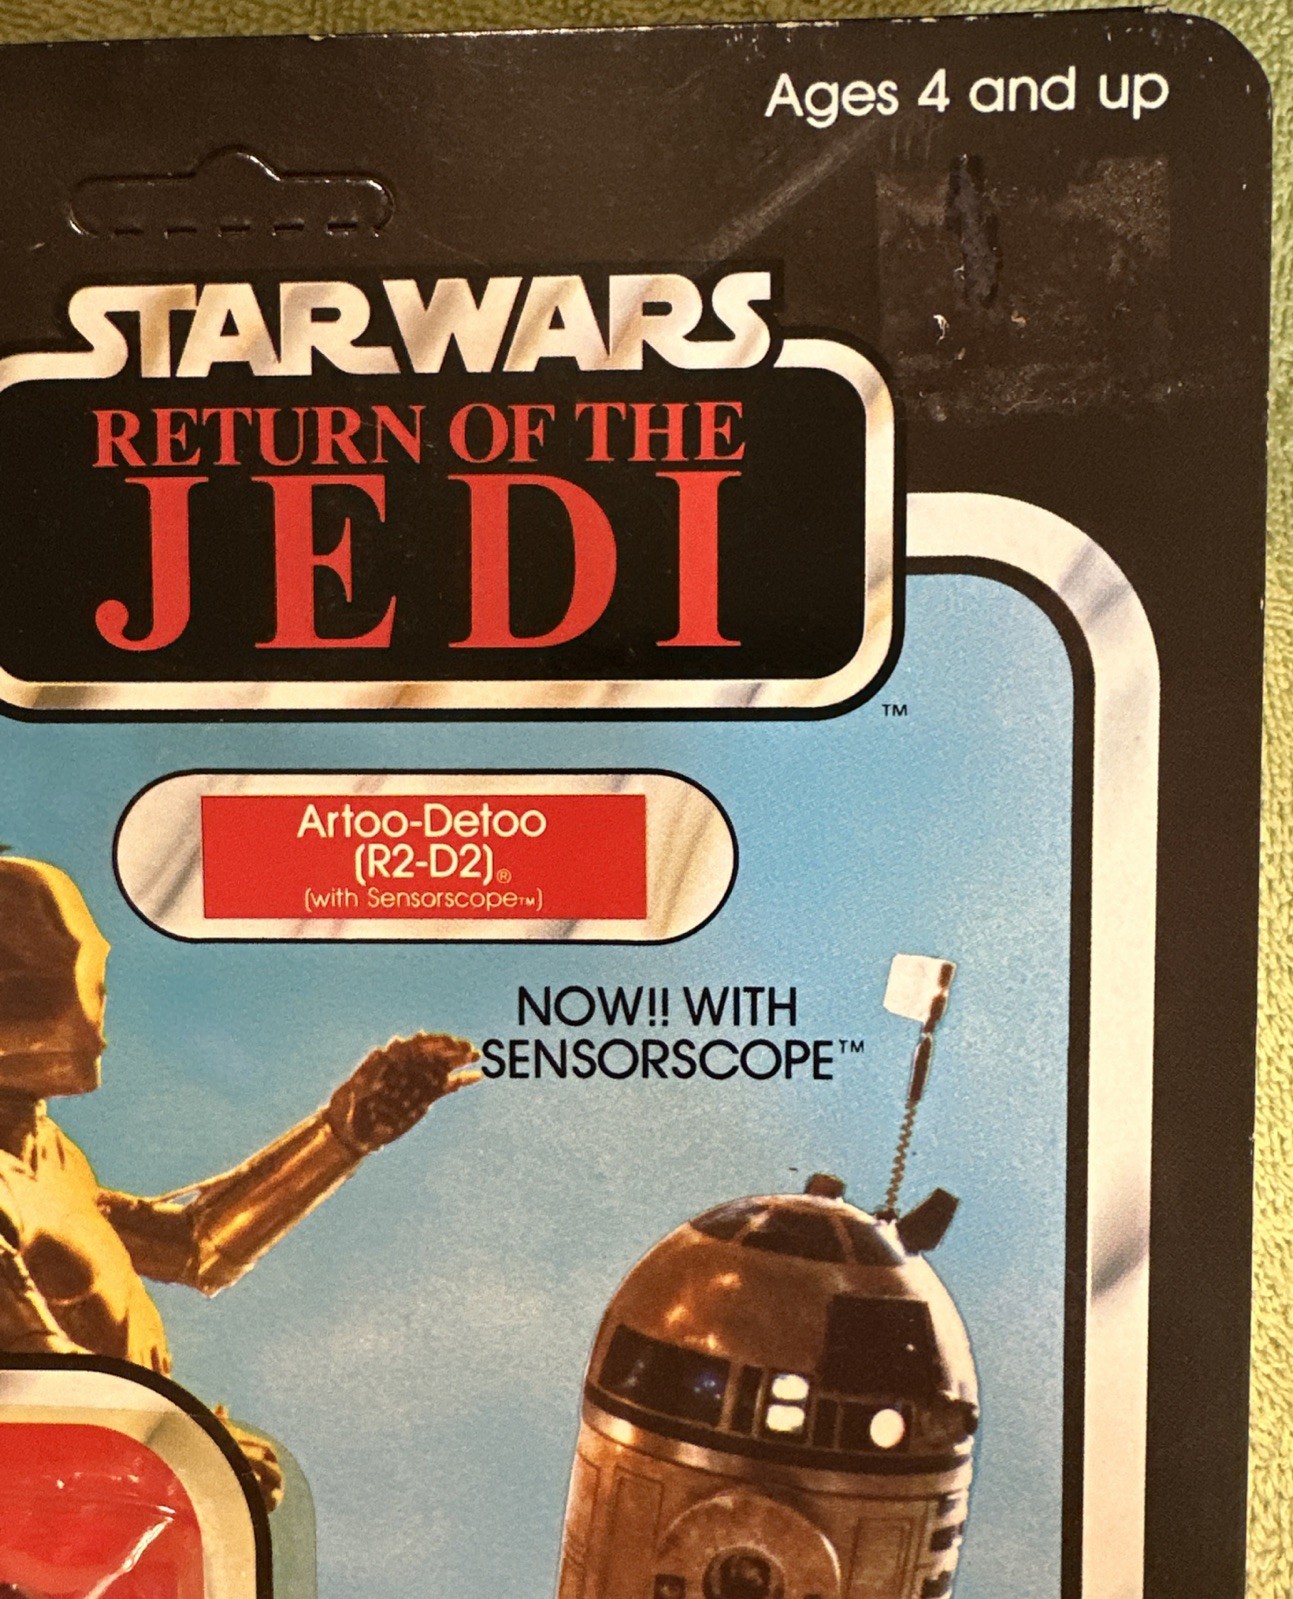 Ages 4 and up
STAR WARS
RETURN OF THE
JEDI
™
Artoo-Detoo
(R2-D2)®
(with Sensorscope™)
NOW!! WITH
SENSORSCOPE™